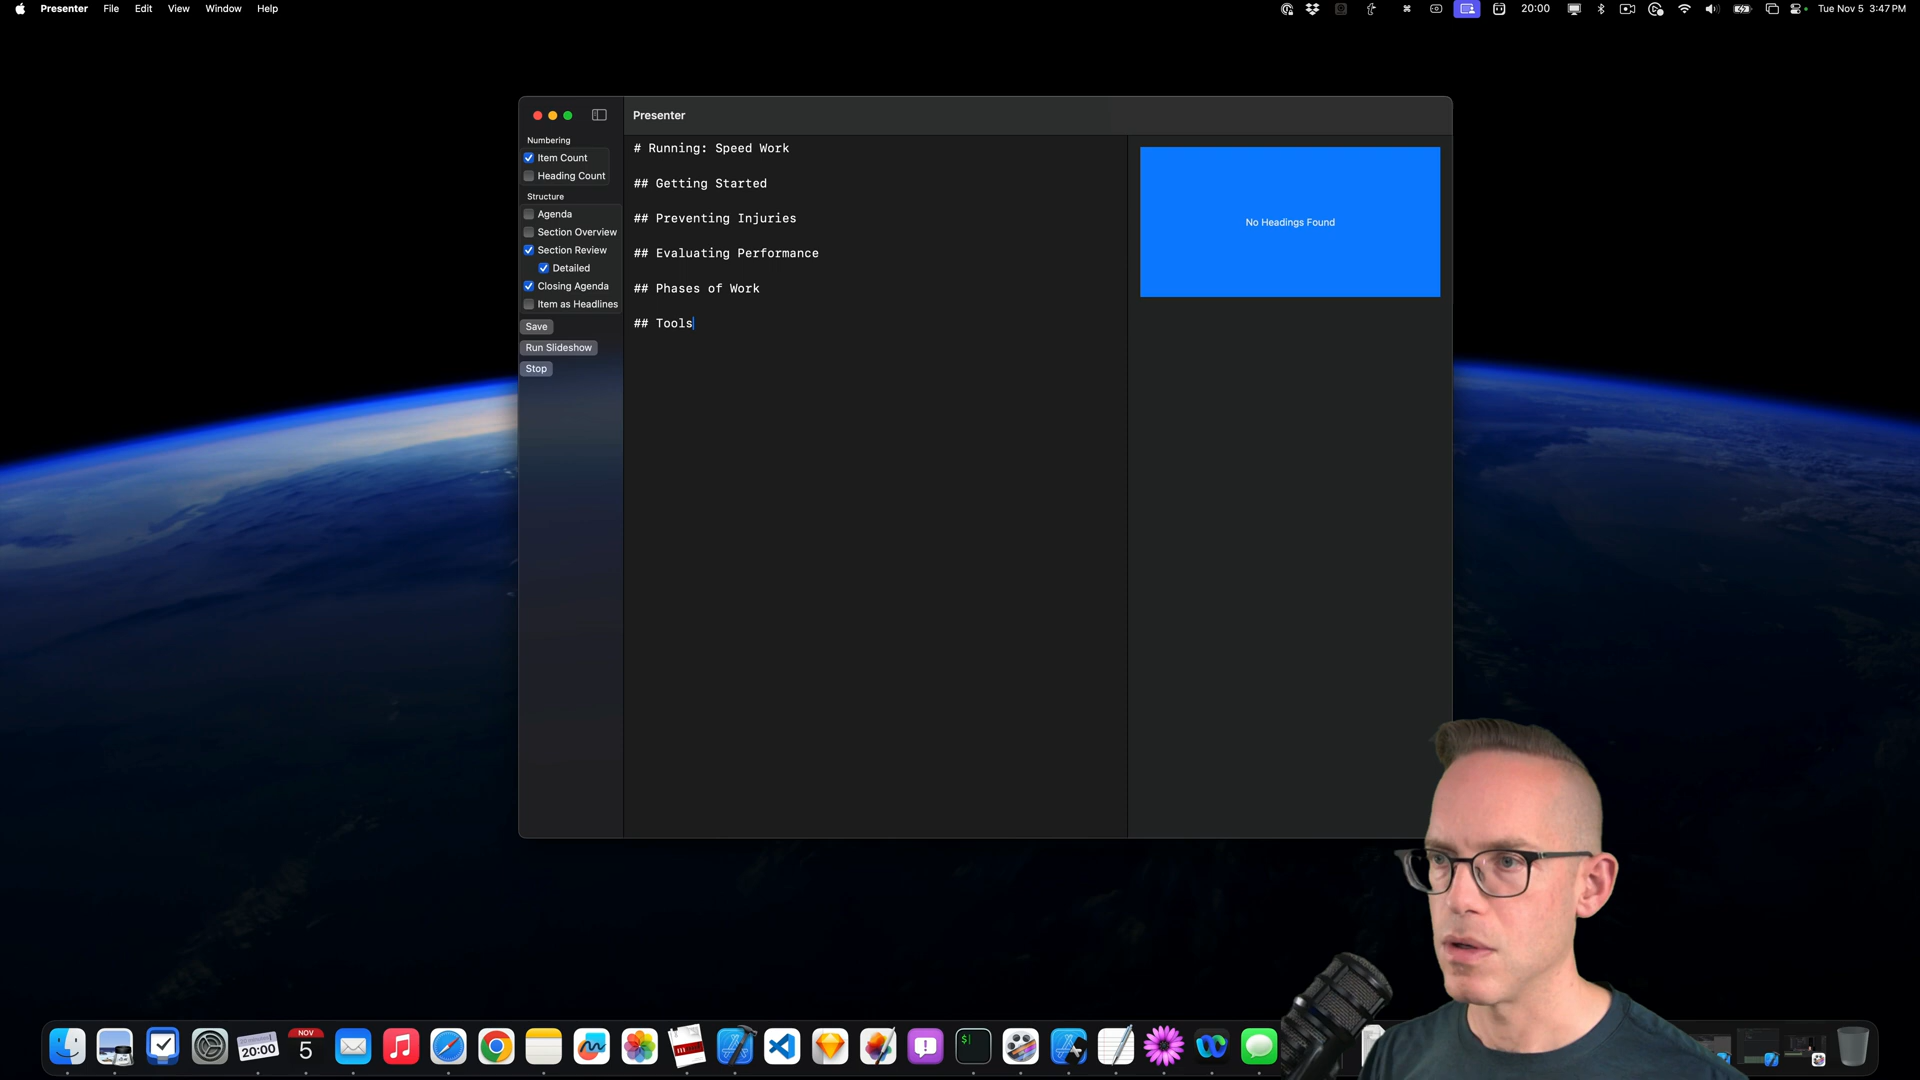 Presenter File Edit View Window Help
20:00 Tue Nov 5 3:47 PM
Presenter
Numbering
Item Count
Heading Count
Structure
Agenda
Section Overview
Section Review
Detailed
Closing Agenda
Item as Headlines
Save
Run Slideshow
Stop
# Running: Speed Work
## Getting Started
## Preventing Injuries
## Evaluating Performance
## Phases of Work
## Tools
No Headings Found
20:00
NOV
5
$